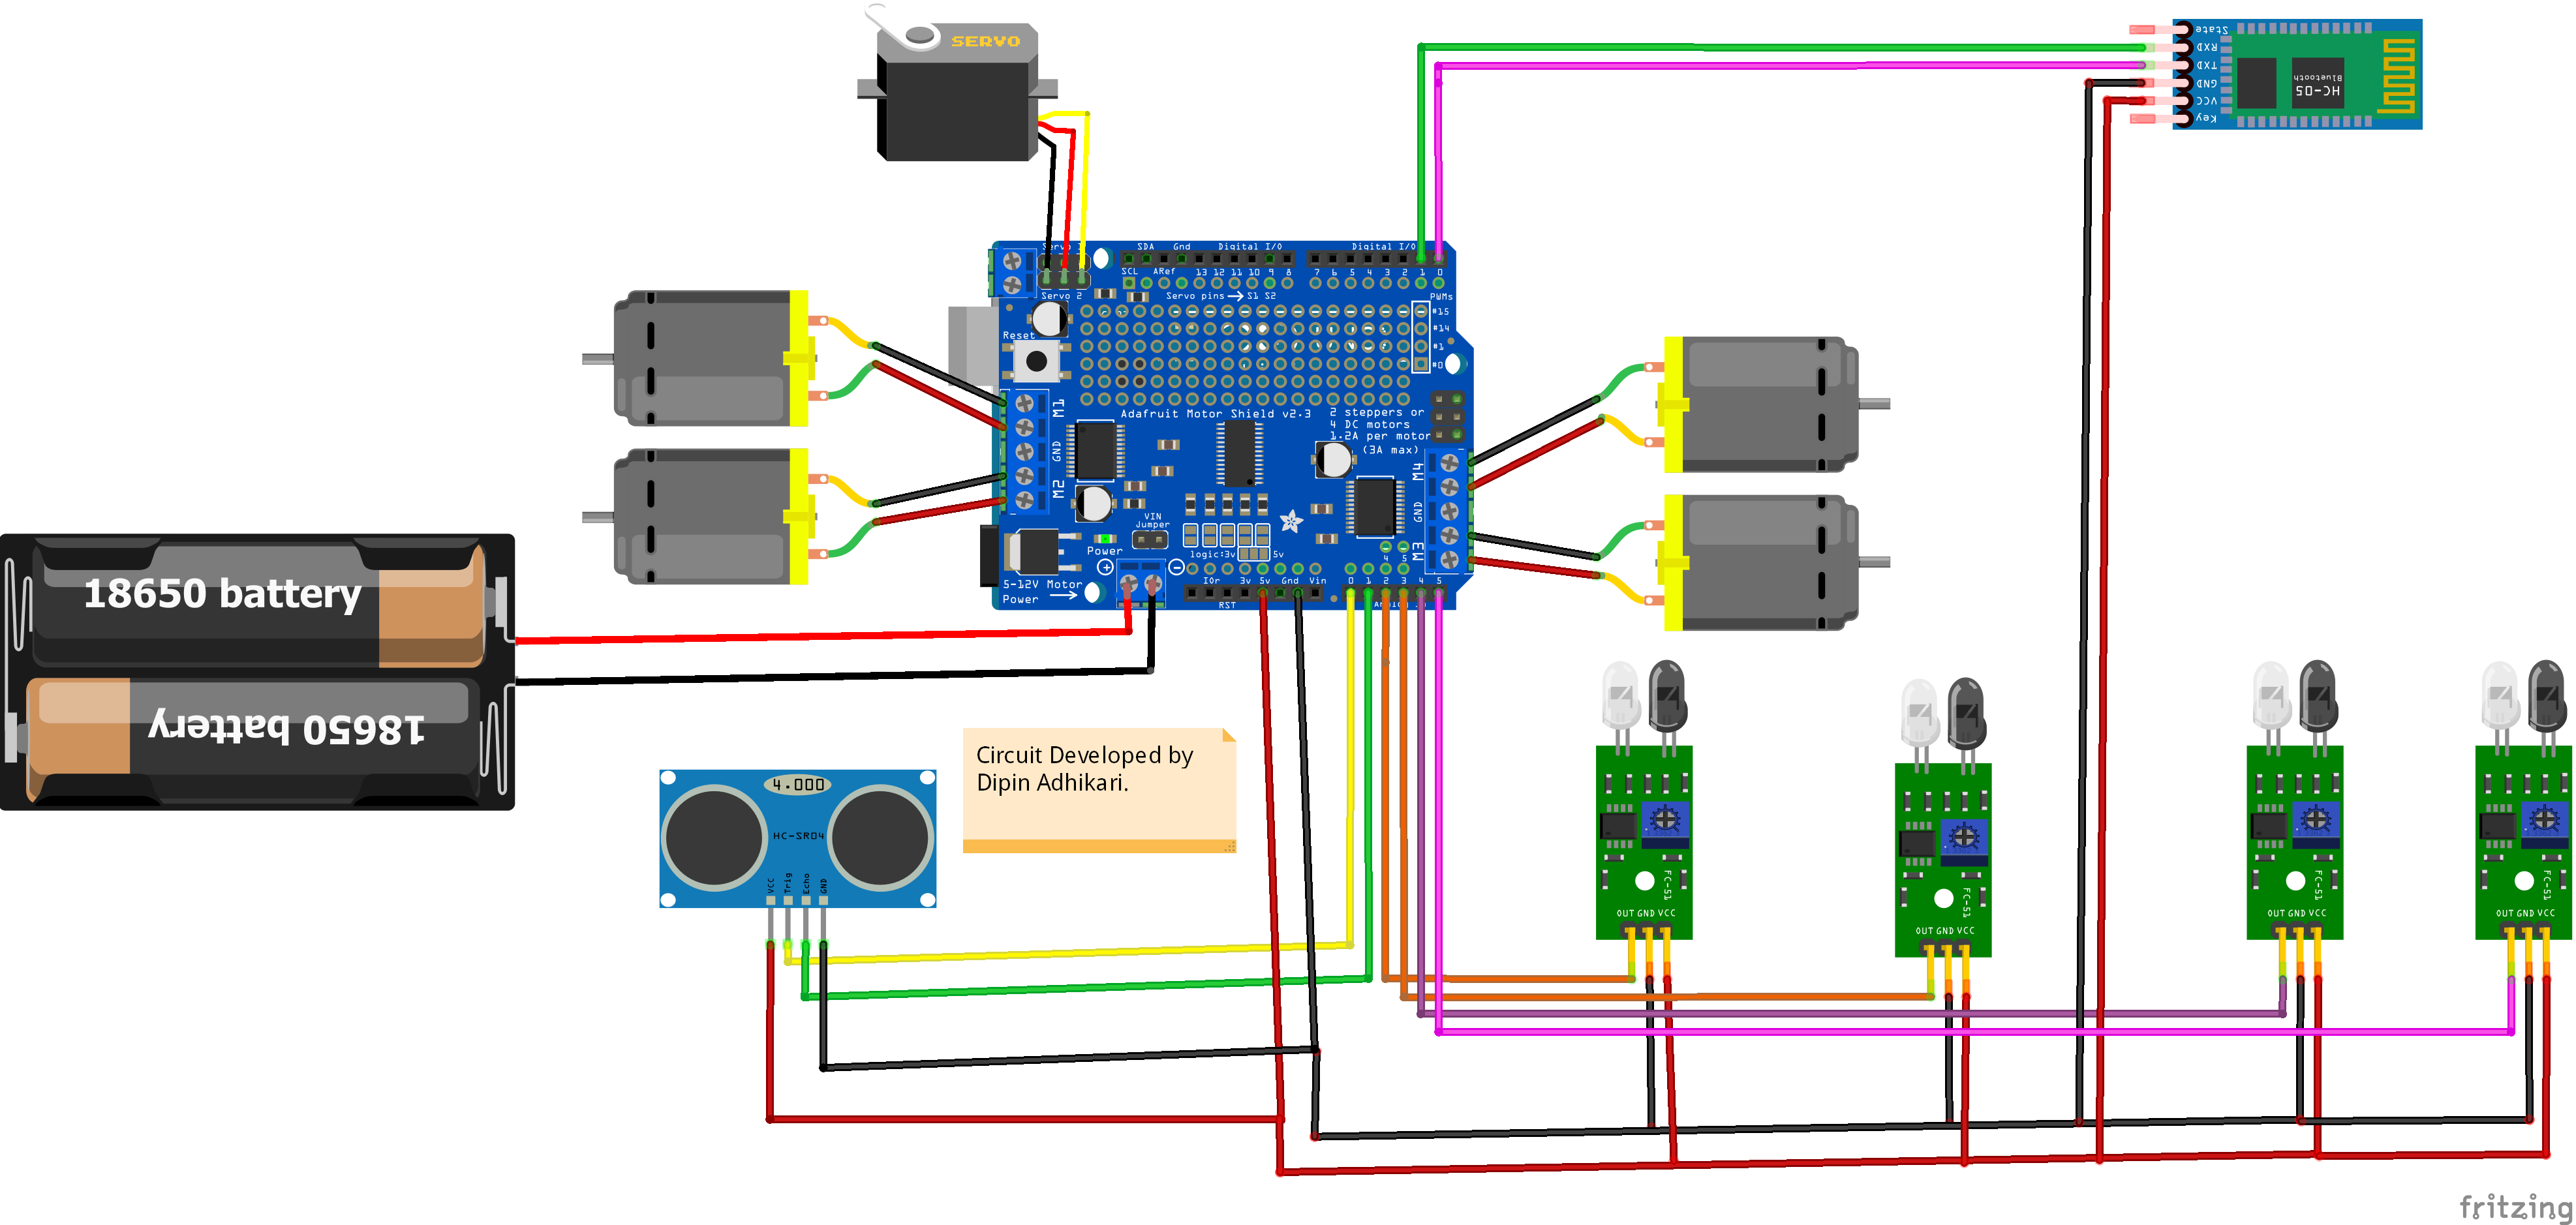 SERVO
State
RXD
TXD
GND
VCC
Key
Bluetooth
HC-05
Servo
SDA Gnd Digital I/O Digital I/O
SCL ARef 13 12 11 10 9 8 7 6 5 4 3 2 1 0
Servo 2 Servo pins S1 S2 PWMs
#15
#14
#1
#0
Reset
Adafruit Motor Shield v2.3
2 steppers or
4 DC motors
1.2A per motor
(3A max)
M1
GND
M2
M4
GND
M3
VIN
Jumper
Power
logic:3v 5v
4 5
+ -
5-12V Motor
Power
IOr 3v 5v Gnd Vin 0 1 2 3 4 5
RST
18650 battery
18650 battery
4.000
HC-SR04
VCC
Trig
Echo
GND
Circuit Developed by
Dipin Adhikari.
FC-51
OUT GND VCC
FC-51
OUT GND VCC
FC-51
OUT GND VCC
FC-51
OUT GND VCC
fritzing